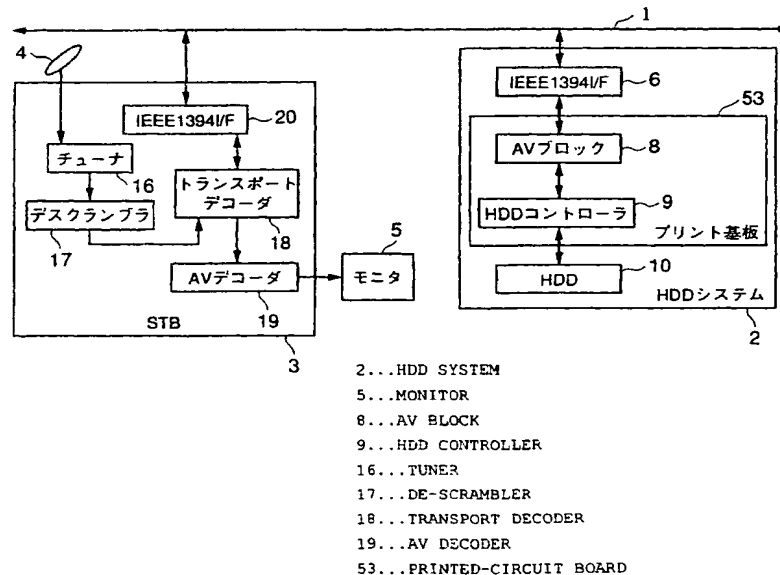 1
4
IEEE1394I/F
20
チューナ
16
デスクランブラ
17
トランスポート
デコーダ
18
AVデコーダ
19
STB
3
5
モニタ
IEEE1394I/F
6
53
AVブロック
8
HDDコントローラ
9
プリント基板
HDD
10
HDDシステム
2
2...HDD SYSTEM
5...MONITOR
8...AV BLOCK
9...HDD CONTROLLER
16...TUNER
17...DE-SCRAMBLER
18...TRANSPORT DECODER
19...AV DECODER
53...PRINTED-CIRCUIT BOARD